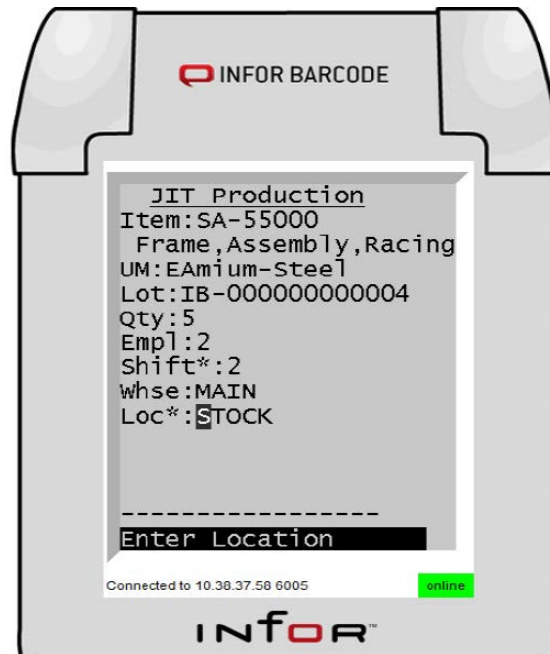 INFOR BARCODE
JIT Production
Item:SA-55000
Frame,Assembly,Racing
UM:EAmium-Steel
Lot:IB-000000000004
Qty:5
Empl:2
Shift*:2
Whse:MAIN
Loc*:STOCK
-----------------
Enter Location
Connected to 10.38.37.58 6005
online
INFOR™